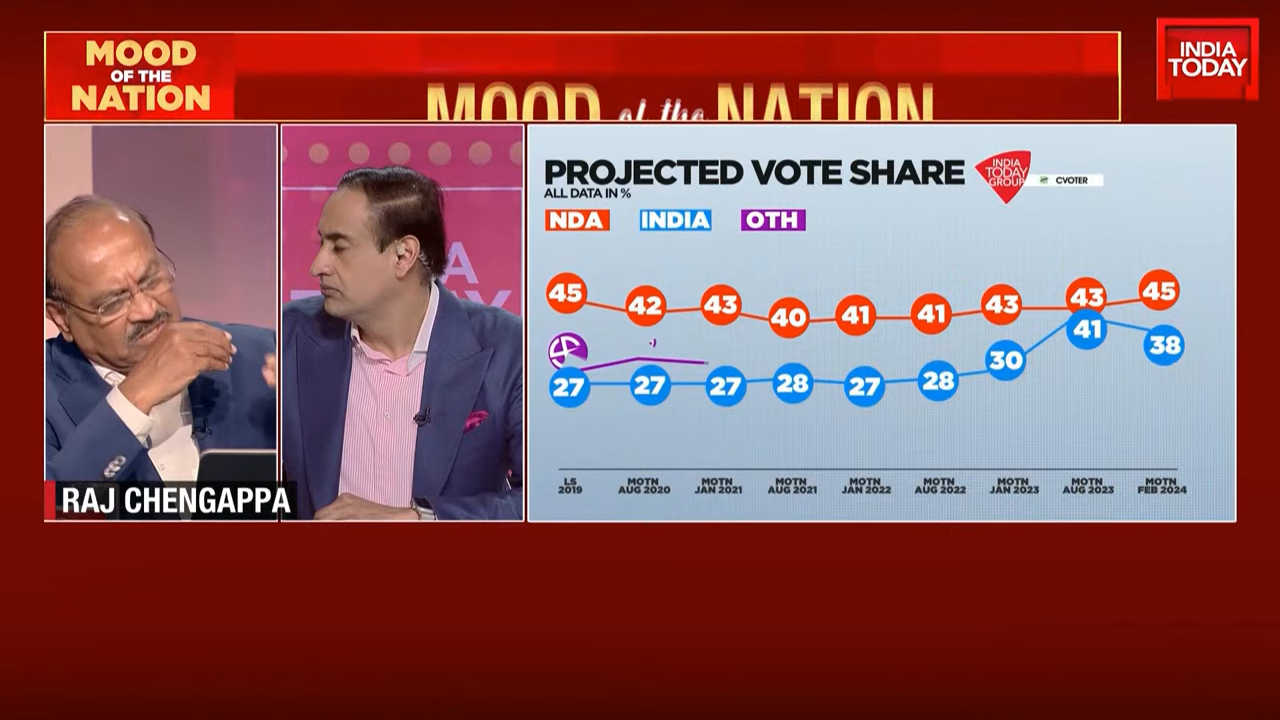 MOOD
OF THE
NATION
MOOD of the NATION
INDIA
TODAY
PROJECTED VOTE SHARE
INDIA
TODAY
GROUP
CVOTER
ALL DATA IN %
NDA INDIA OTH
45 42 43 40 41 41 43 43 45
27 27 27 28 27 28 30 41 38
LS
2019
MOTN
AUG 2020
MOTN
JAN 2021
MOTN
AUG 2021
MOTN
JAN 2022
MOTN
AUG 2022
MOTN
JAN 2023
MOTN
AUG 2023
MOTN
FEB 2024
RAJ CHENGAPPA